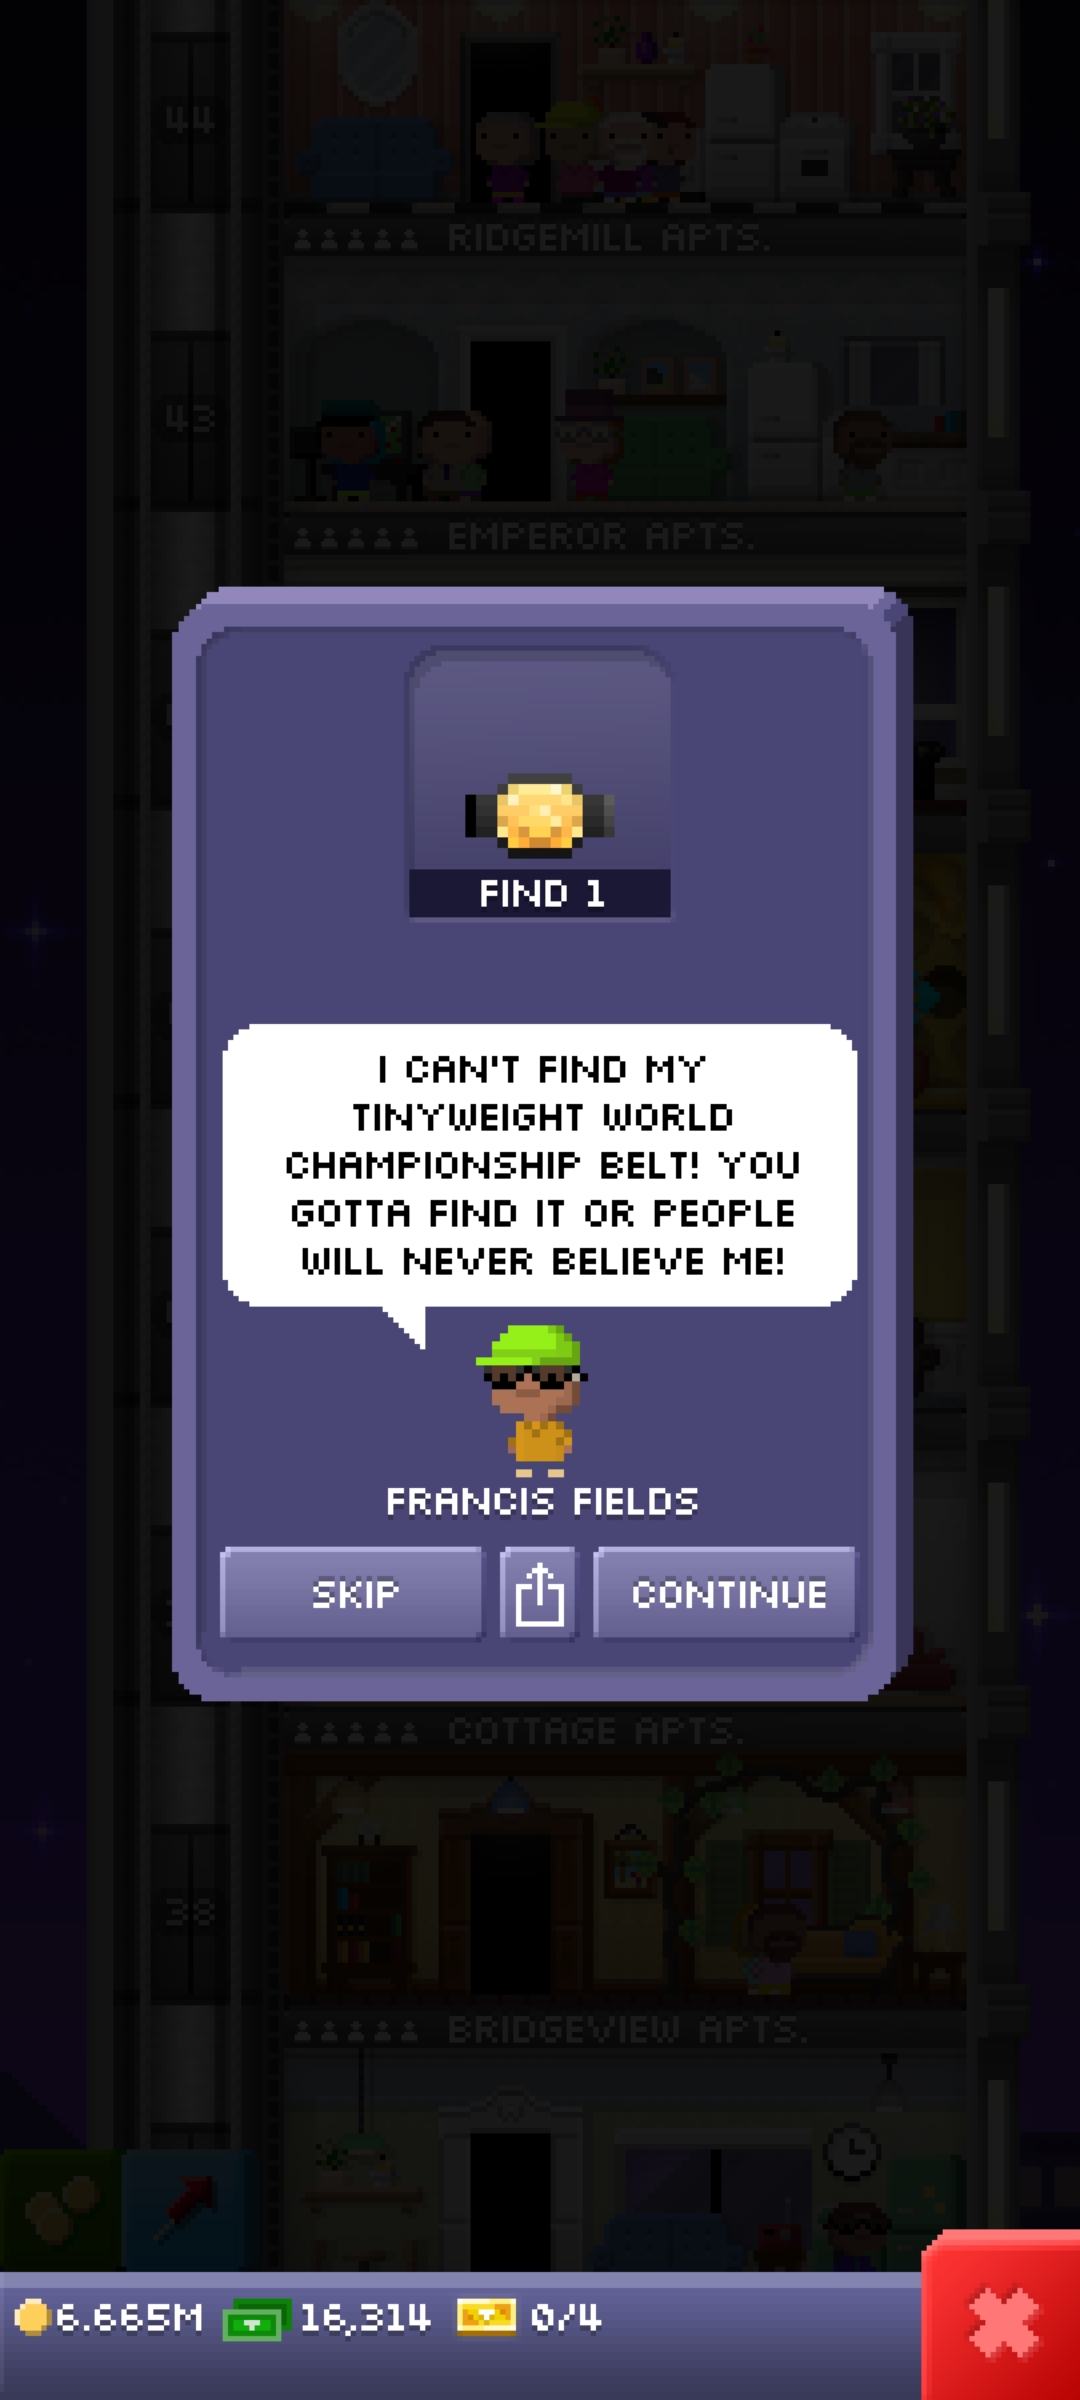 44
RIDGEMILL APTS.
43
EMPEROR APTS.
FIND 1
I CAN'T FIND MY
TINYWEIGHT WORLD
CHAMPIONSHIP BELT! YOU
GOTTA FIND IT OR PEOPLE
WILL NEVER BELIEVE ME!
FRANCIS FIELDS
SKIP
CONTINUE
COTTAGE APTS.
38
BRIDGEVIEW APTS.
6.665M 16,314 0/4